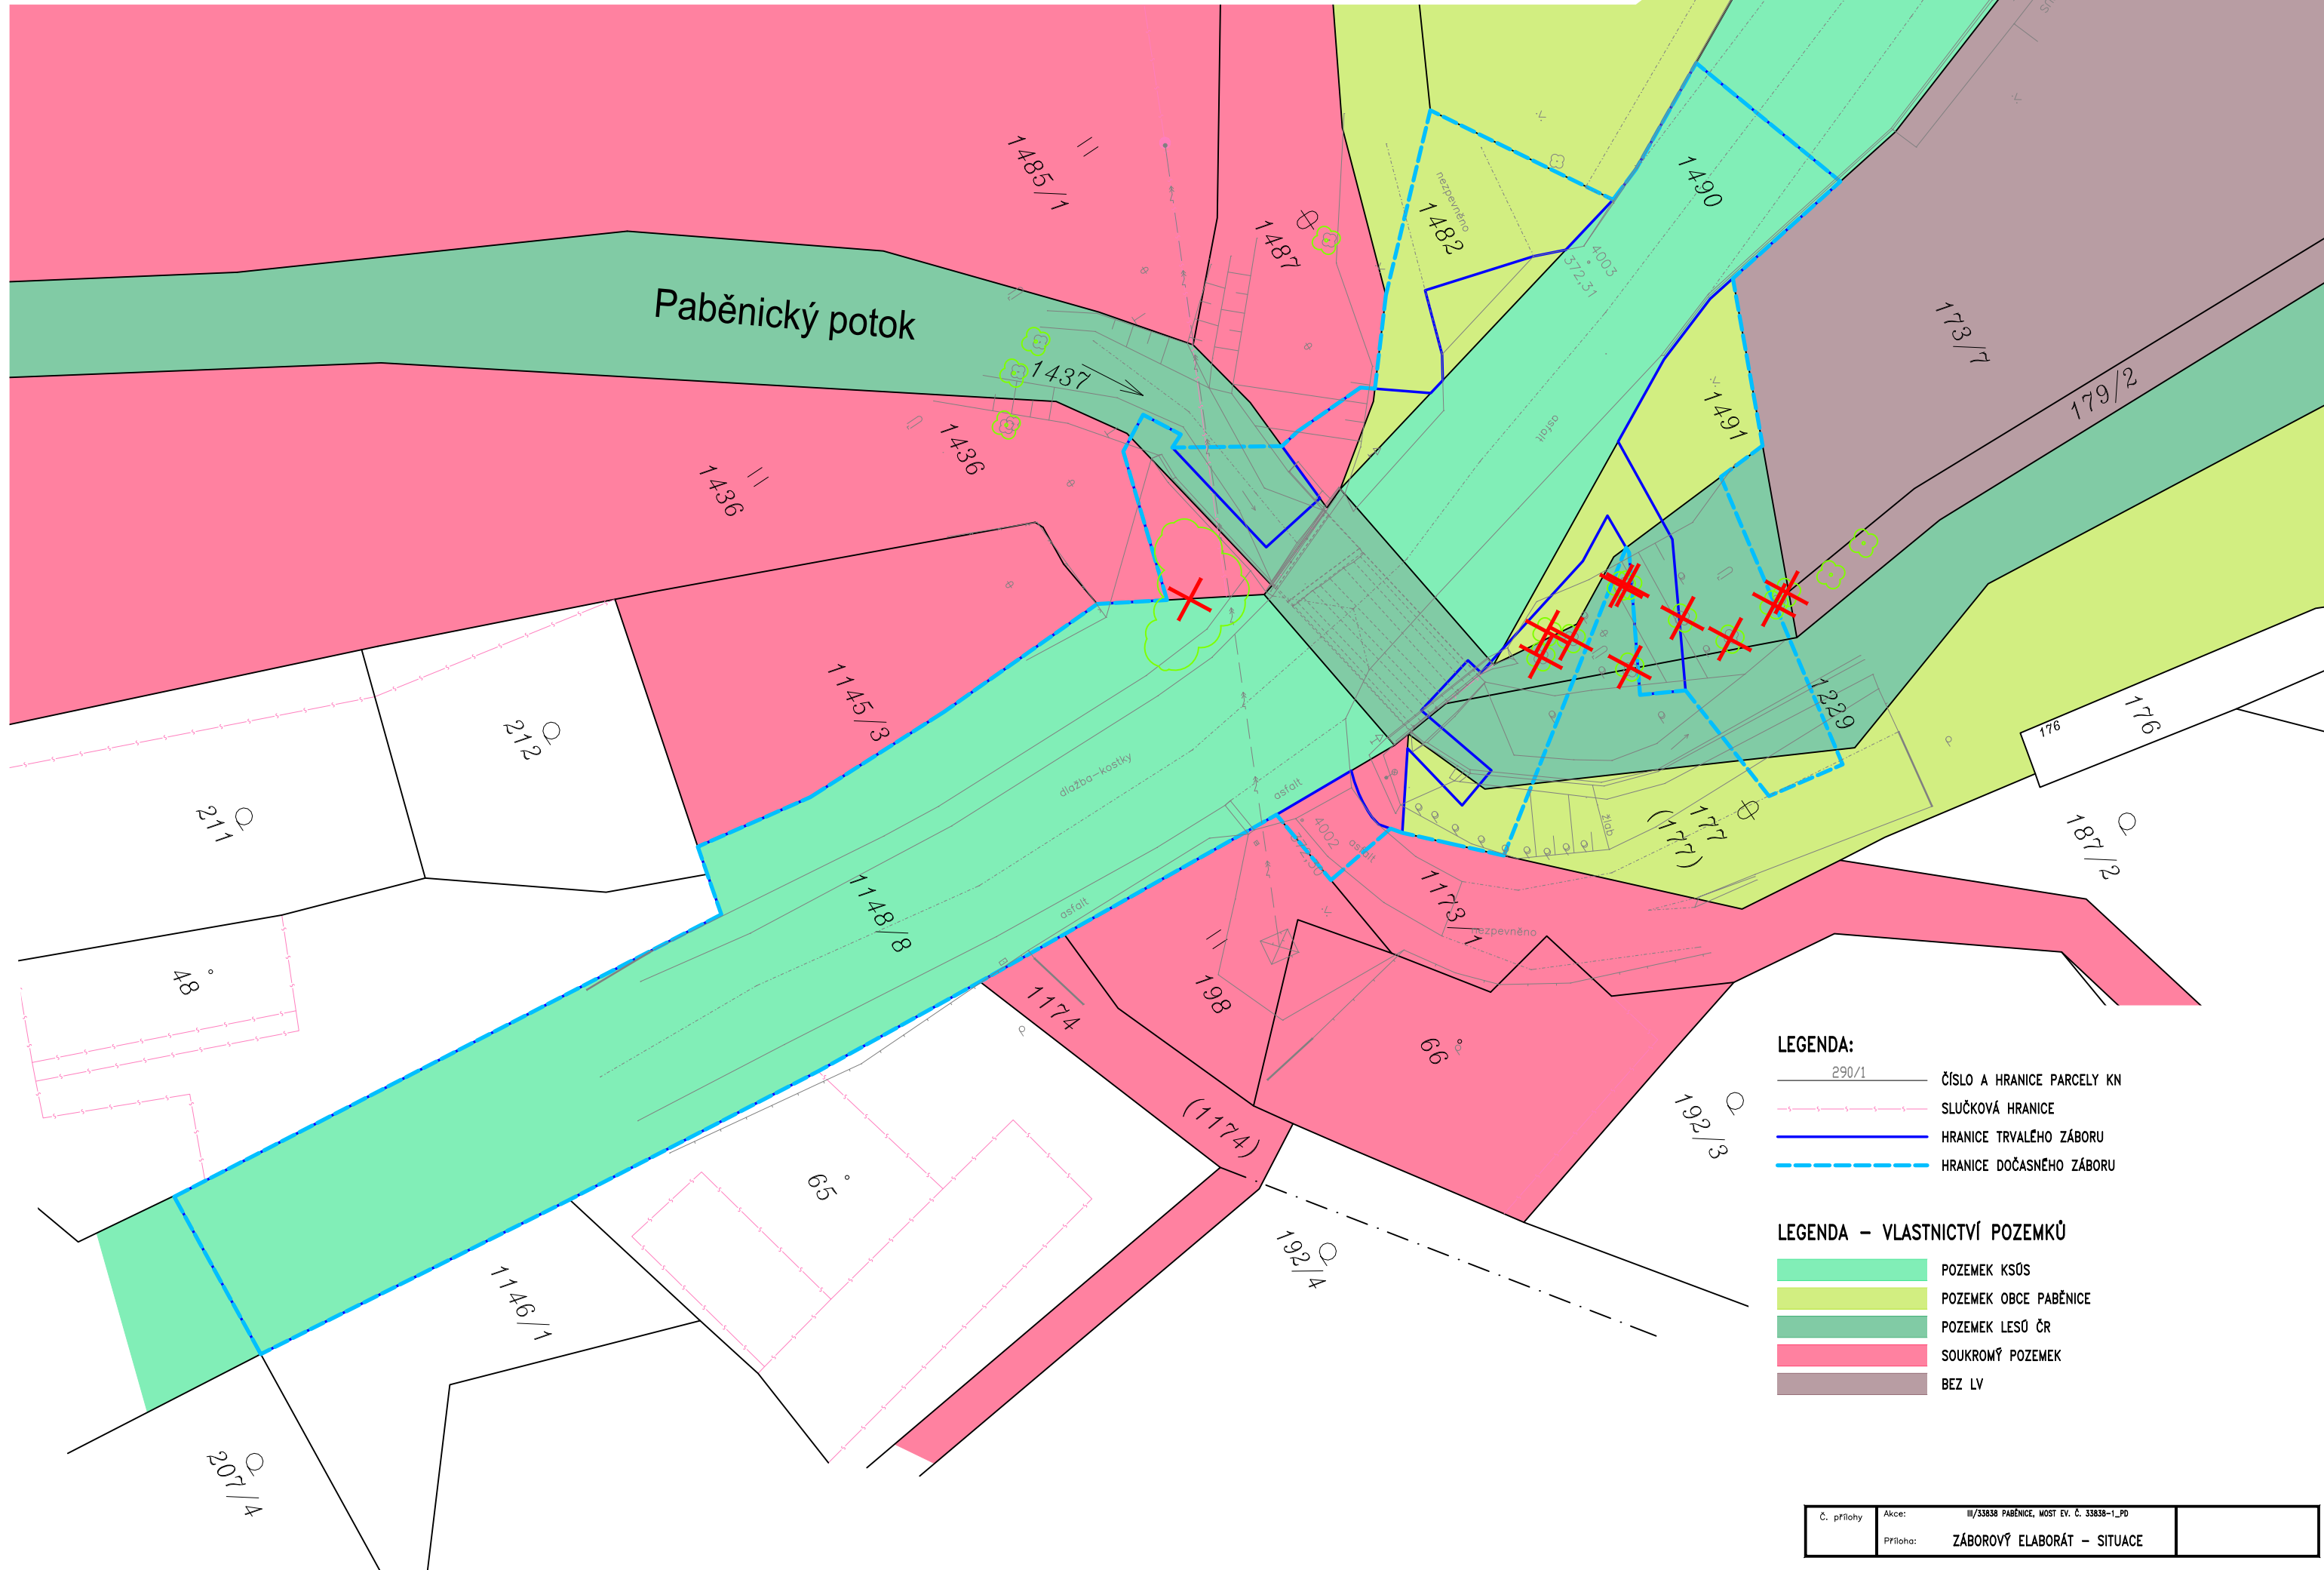 1485/1
1487
1482
nezpevněno
1490
4003
372,31
Paběnický potok
1437
1436
1436
asfalt
1491
173/7
179/2
1229
176
176
187/2
1145/3
212
211
dlažba-kostky
asfalt
4002
asfalt
žlab
177
(177)
1148/8
asfalt
1173/1
nezpevněno
48
198
1174
66
(1174)
192/3
65
192/4
1146/1
207/4
LEGENDA:
290/1
ČÍSLO A HRANICE PARCELY KN
SLUČKOVÁ HRANICE
HRANICE TRVALÉHO ZÁBORU
HRANICE DOČASNÉHO ZÁBORU
LEGENDA – VLASTNICTVÍ POZEMKŮ
POZEMEK KSÚS
POZEMEK OBCE PABĚNICE
POZEMEK LESŮ ČR
SOUKROMÝ POZEMEK
BEZ LV
Č. přílohy
Akce:
III/33838 PABĚNICE, MOST EV. Č. 33838-1_PD
Příloha:
ZÁBOROVÝ ELABORÁT – SITUACE